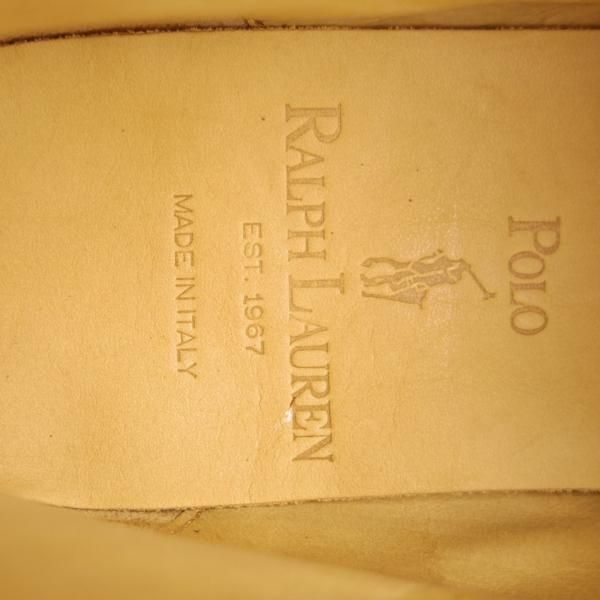 POLO
RALPH LAUREN
EST. 1967
MADE IN ITALY